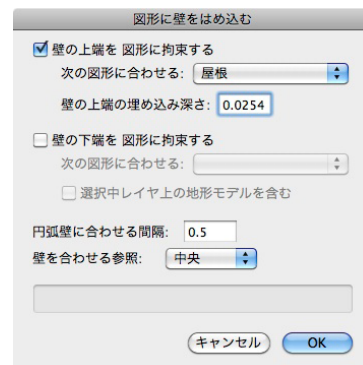 図形に壁をはめ込む
壁の上端を 図形に拘束する
次の図形に合わせる: 屋根
壁の上端の埋め込み深さ: 0.0254
壁の下端を 図形に拘束する
次の図形に合わせる:
選択中レイヤ上の地形モデルを含む
円弧壁に合わせる間隔: 0.5
壁を合わせる参照: 中央
キャンセル OK